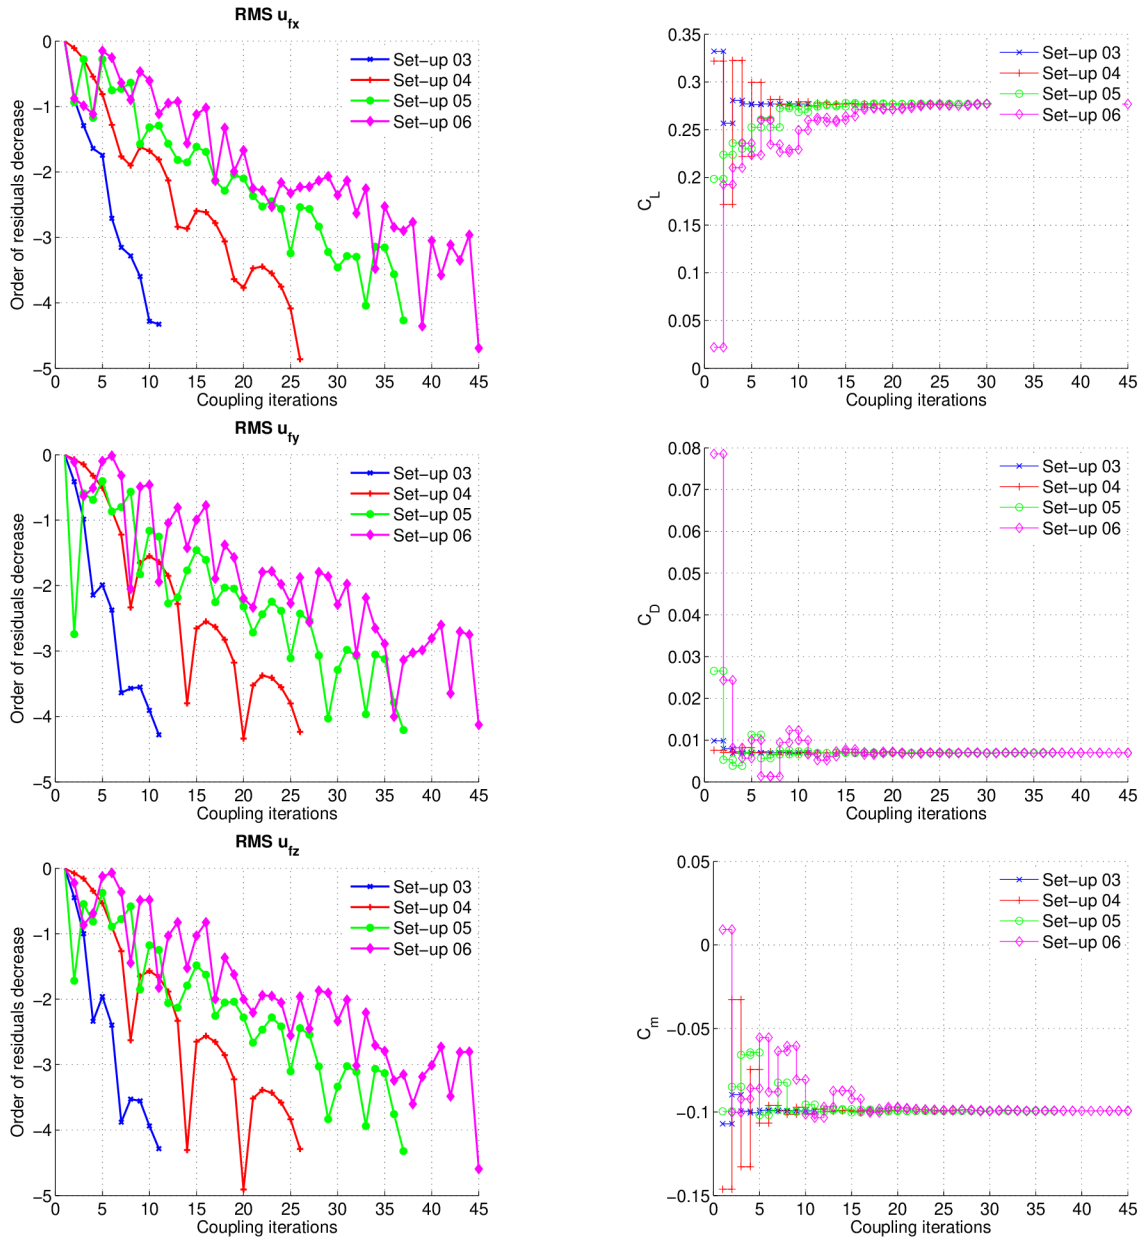 RMS u_fx
0
−1
−2
−3
−4
−5
Order of residuals decrease
Set−up 03
Set−up 04
Set−up 05
Set−up 06
0 5 10 15 20 25 30 35 40 45
Coupling iterations
0.35
0.3
0.25
0.2
0.15
0.1
0.05
0
C_L
Set−up 03
Set−up 04
Set−up 05
Set−up 06
0 5 10 15 20 25 30 35 40 45
Coupling iterations
RMS u_fy
0
−1
−2
−3
−4
−5
Order of residuals decrease
Set−up 03
Set−up 04
Set−up 05
Set−up 06
0 5 10 15 20 25 30 35 40 45
Coupling iterations
0.08
0.07
0.06
0.05
0.04
0.03
0.02
0.01
0
C_D
Set−up 03
Set−up 04
Set−up 05
Set−up 06
0 5 10 15 20 25 30 35 40 45
Coupling iterations
RMS u_fz
0
−1
−2
−3
−4
−5
Order of residuals decrease
Set−up 03
Set−up 04
Set−up 05
Set−up 06
0 5 10 15 20 25 30 35 40 45
Coupling iterations
0.05
0
−0.05
−0.1
−0.15
C_m
Set−up 03
Set−up 04
Set−up 05
Set−up 06
0 5 10 15 20 25 30 35 40 45
Coupling iterations